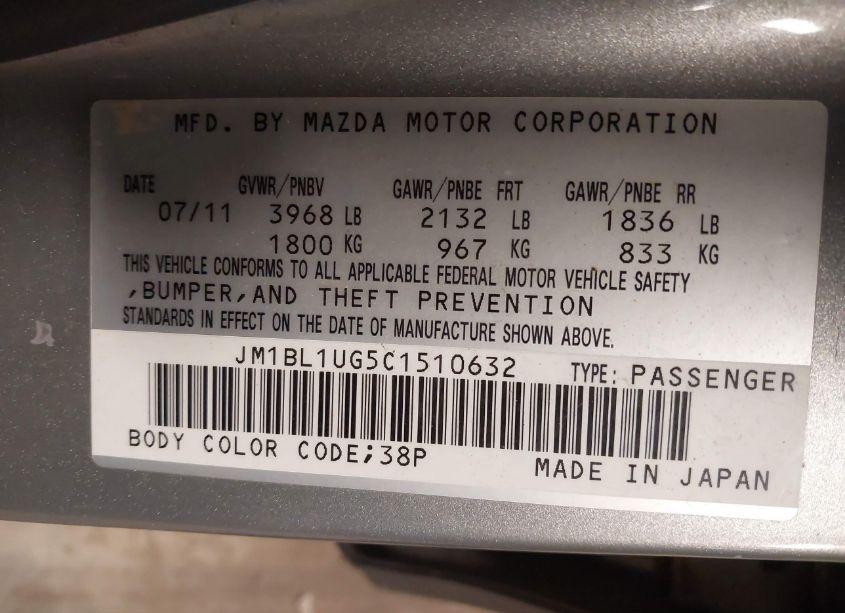 MFD. BY MAZDA MOTOR CORPORATION
DATE GVWR/PNBV GAWR/PNBE FRT GAWR/PNBE RR
07/11 3968 LB 2132 LB 1836 LB
1800 KG 967 KG 833 KG
THIS VEHICLE CONFORMS TO ALL APPLICABLE FEDERAL MOTOR VEHICLE SAFETY
,BUMPER,AND THEFT PREVENTION
STANDARDS IN EFFECT ON THE DATE OF MANUFACTURE SHOWN ABOVE.
JM1BL1UG5C1510632 TYPE: PASSENGER
BODY COLOR CODE;38P MADE IN JAPAN